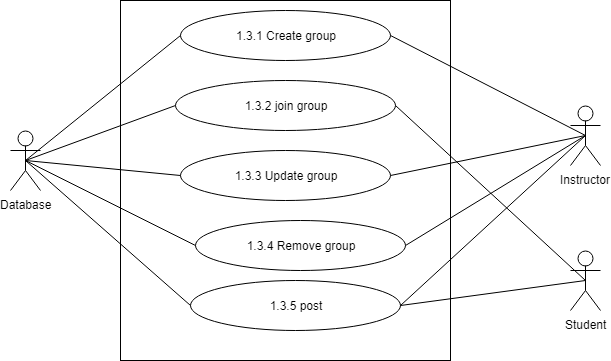 1.3.1 Create group
1.3.2 join group
1.3.3 Update group
1.3.4 Remove group
1.3.5 post
Database
Instructor
Student